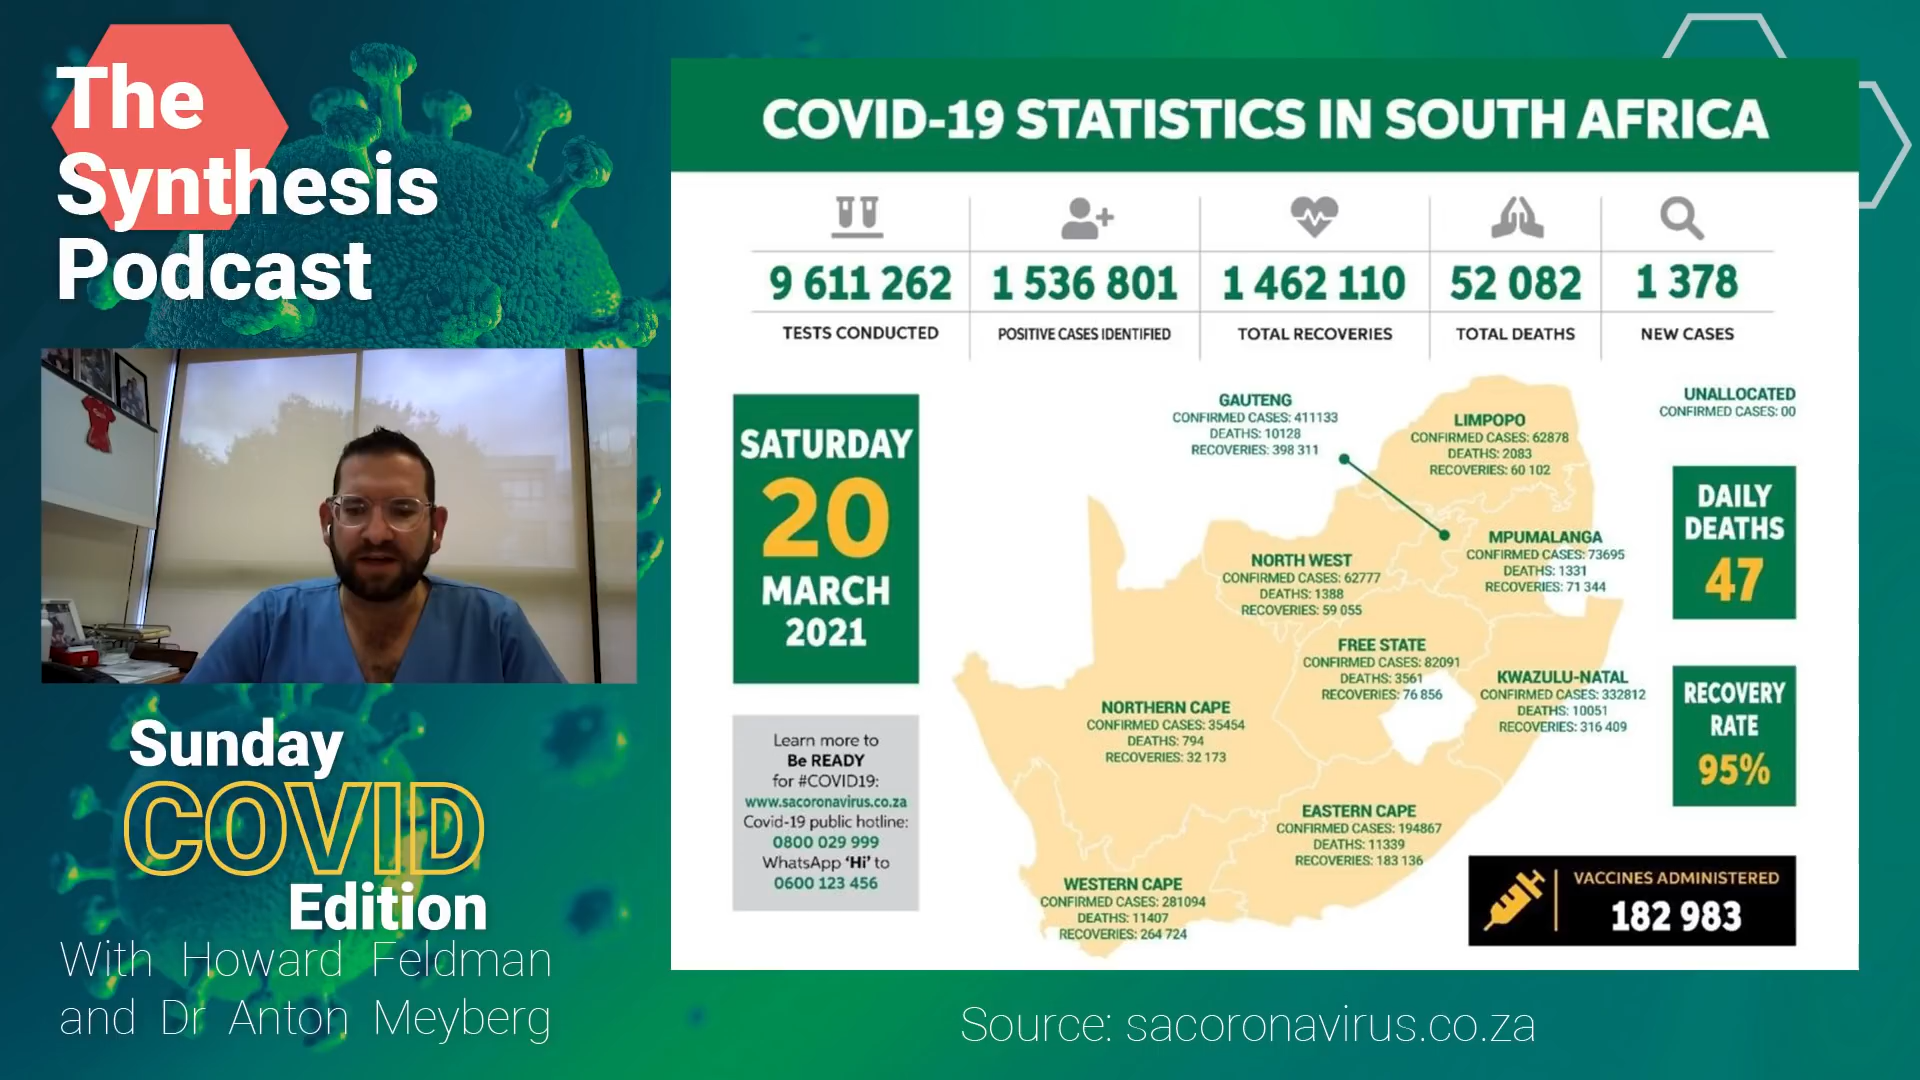 The
Synthesis
Podcast
Sunday
COVID
Edition
With Howard Feldman
and Dr Anton Meyberg
COVID-19 STATISTICS IN SOUTH AFRICA
9 611 262
TESTS CONDUCTED
1 536 801
POSITIVE CASES IDENTIFIED
1 462 110
TOTAL RECOVERIES
52 082
TOTAL DEATHS
1 378
NEW CASES
SATURDAY
20
MARCH
2021
Learn more to
Be READY
for #COVID19:
www.sacoronavirus.co.za
Covid-19 public hotline:
0800 029 999
WhatsApp ‘Hi’ to
0600 123 456
GAUTENG
CONFIRMED CASES: 411133
DEATHS: 10128
RECOVERIES: 398 311
LIMPOPO
CONFIRMED CASES: 62878
DEATHS: 2083
RECOVERIES: 60 102
MPUMALANGA
CONFIRMED CASES: 73695
DEATHS: 1331
RECOVERIES: 71 344
NORTH WEST
CONFIRMED CASES: 62777
DEATHS: 1388
RECOVERIES: 59 055
FREE STATE
CONFIRMED CASES: 82091
DEATHS: 3561
RECOVERIES: 76 856
KWAZULU-NATAL
CONFIRMED CASES: 332812
DEATHS: 10051
RECOVERIES: 316 409
NORTHERN CAPE
CONFIRMED CASES: 35454
DEATHS: 794
RECOVERIES: 32 173
EASTERN CAPE
CONFIRMED CASES: 194867
DEATHS: 11339
RECOVERIES: 183 136
WESTERN CAPE
CONFIRMED CASES: 281094
DEATHS: 11407
RECOVERIES: 264 724
UNALLOCATED
CONFIRMED CASES: 00
DAILY
DEATHS
47
RECOVERY
RATE
95%
VACCINES ADMINISTERED
182 983
Source: sacoronavirus.co.za